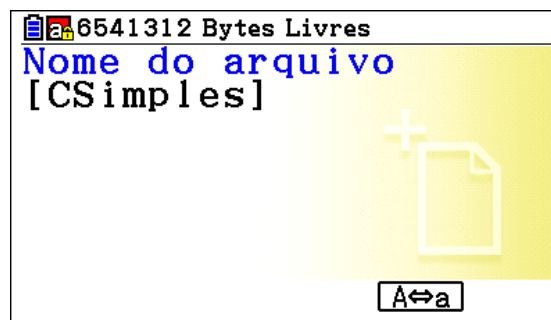 a 6541312 Bytes Livres
Nome do arquivo
[CSimples]
A⇔a